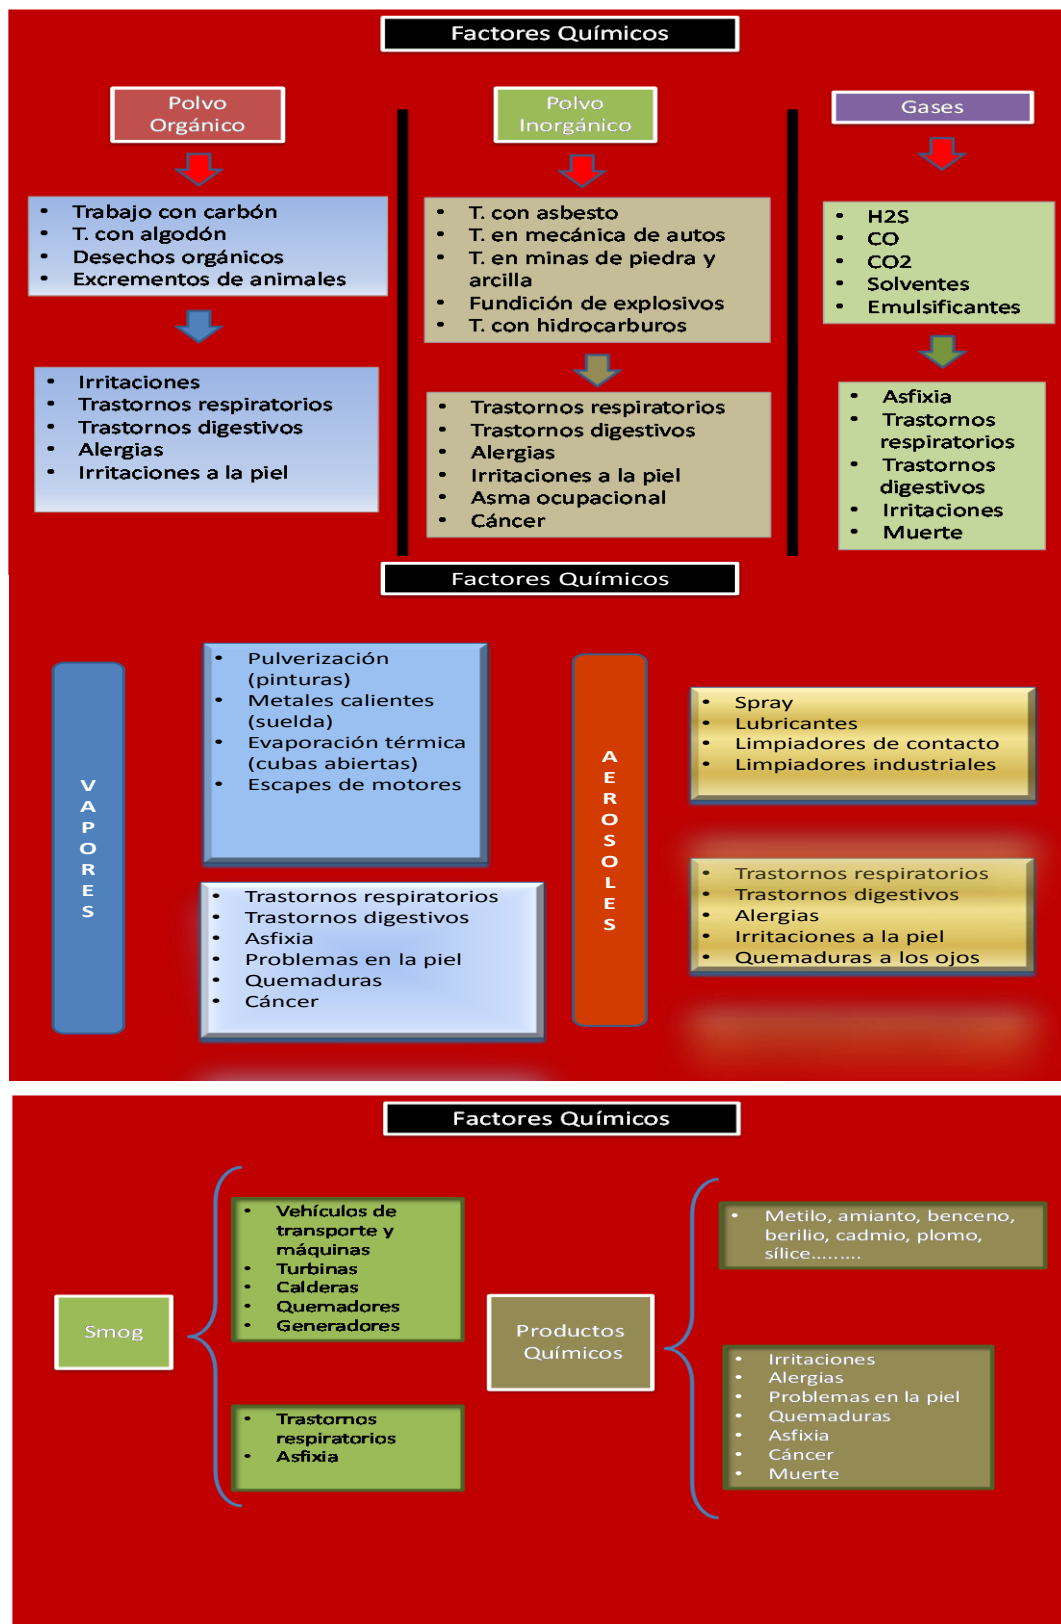 Factores Químicos
Polvo
Orgánico
• Trabajo con carbón
• T. con algodón
• Desechos orgánicos
• Excrementos de animales
• Irritaciones
• Trastornos respiratorios
• Trastornos digestivos
• Alergias
• Irritaciones a la piel
Polvo
Inorgánico
• T. con asbesto
• T. en mecánica de autos
• T. en minas de piedra y
arcilla
• Fundición de explosivos
• T. con hidrocarburos
• Trastornos respiratorios
• Trastornos digestivos
• Alergias
• Irritaciones a la piel
• Asma ocupacional
• Cáncer
Gases
• H2S
• CO
• CO2
• Solventes
• Emulsificantes
• Asfixia
• Trastornos
respiratorios
• Trastornos
digestivos
• Irritaciones
• Muerte
Factores Químicos
VAPORES
• Pulverización
(pinturas)
• Metales calientes
(suelda)
• Evaporación térmica
(cubas abiertas)
• Escapes de motores
• Trastornos respiratorios
• Trastornos digestivos
• Asfixia
• Problemas en la piel
• Quemaduras
• Cáncer
AEROSOLES
• Spray
• Lubricantes
• Limpiadores de contacto
• Limpiadores industriales
• Trastornos respiratorios
• Trastornos digestivos
• Alergias
• Irritaciones a la piel
• Quemaduras a los ojos
Factores Químicos
Smog
• Vehículos de
transporte y
máquinas
• Turbinas
• Calderas
• Quemadores
• Generadores
• Trastornos
respiratorios
• Asfixia
Productos
Químicos
• Metilo, amianto, benceno,
berilio, cadmio, plomo,
sílice.........
• Irritaciones
• Alergias
• Problemas en la piel
• Quemaduras
• Asfixia
• Cáncer
• Muerte